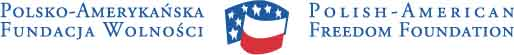 Polsko-Amerykańska
Fundacja Wolności
Polish-American
Freedom Foundation